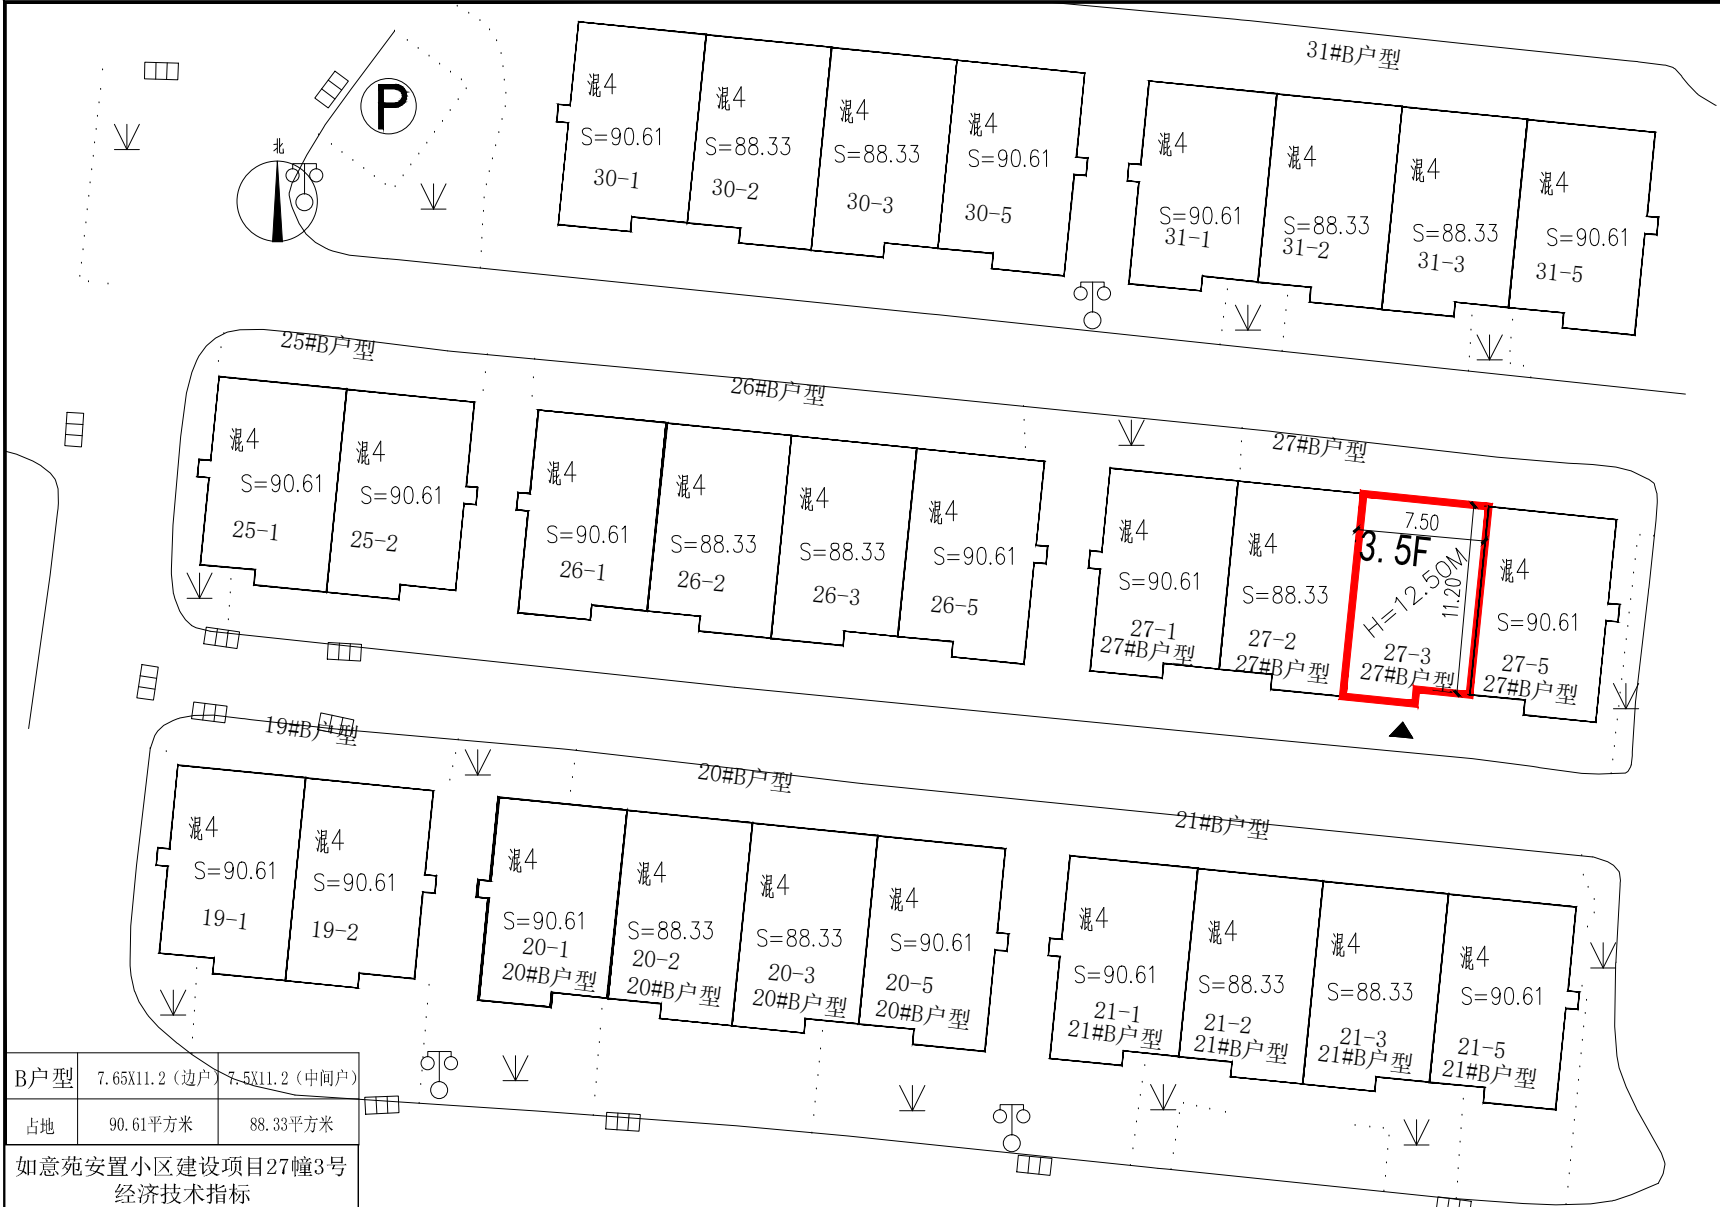 31#B户型
P
北
混4
S=90.61
30-1
混4
S=88.33
30-2
混4
S=88.33
30-3
混4
S=90.61
30-5
混4
S=90.61
31-1
混4
S=88.33
31-2
混4
S=88.33
31-3
混4
S=90.61
31-5
25#B户型
26#B户型
27#B户型
混4
S=90.61
25-1
混4
S=90.61
25-2
混4
S=90.61
26-1
混4
S=88.33
26-2
混4
S=88.33
26-3
混4
S=90.61
26-5
混4
S=90.61
27-1
27#B户型
混4
S=88.33
27-2
27#B户型
7.50
3.5F
H=12.50M
11.20
27-3
27#B户型
混4
S=90.61
27-5
27#B户型
19#B户型
20#B户型
21#B户型
混4
S=90.61
19-1
混4
S=90.61
19-2
混4
S=90.61
20-1
20#B户型
混4
S=88.33
20-2
20#B户型
混4
S=88.33
20-3
20#B户型
混4
S=90.61
20-5
20#B户型
混4
S=90.61
21-1
21#B户型
混4
S=88.33
21-2
21#B户型
混4
S=88.33
21-3
21#B户型
混4
S=90.61
21-5
21#B户型
B户型 7.65X11.2（边户） 7.5X11.2（中间户）
占地 90.61平方米 88.33平方米
如意苑安置小区建设项目27幢3号
经济技术指标